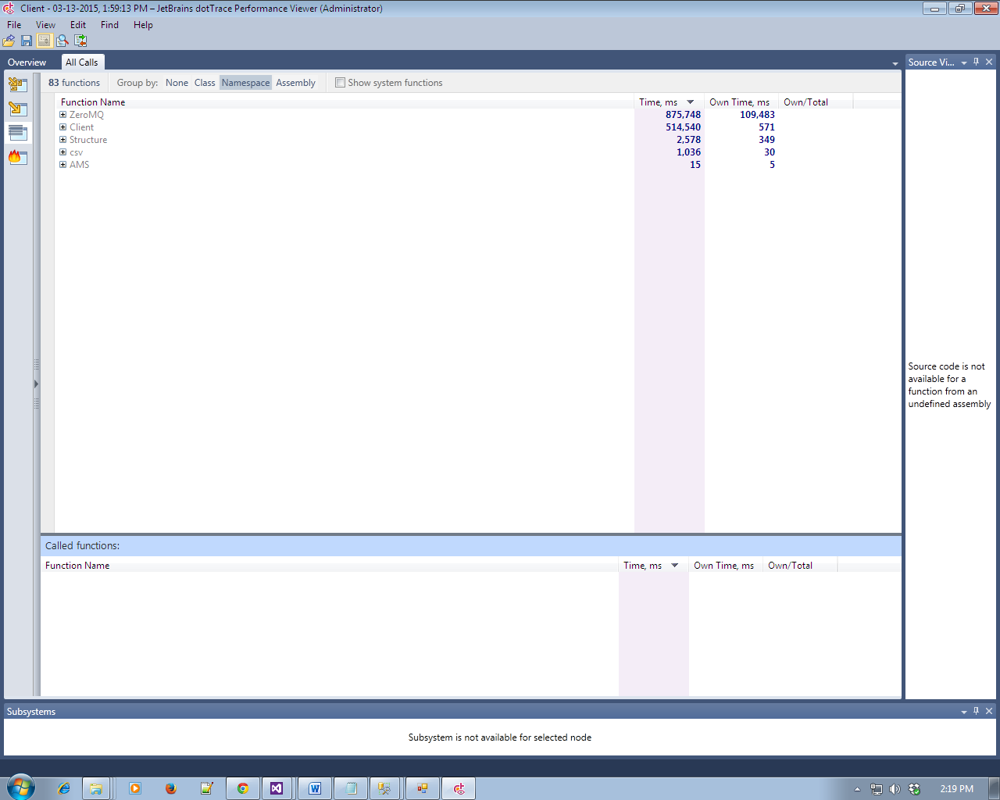 Client - 03-13-2015, 1:59:13 PM – JetBrains dotTrace Performance Viewer (Administrator)
File View Edit Find Help
Overview All Calls Source Vi...
83 functions Group by: None Class Namespace Assembly Show system functions
Function Name Time, ms Own Time, ms Own/Total
ZeroMQ 875,748 109,483
Client 514,540 571
Structure 2,578 349
csv 1,036 30
AMS 15 5
Source code is not
available for a
function from an
undefined assembly
Called functions:
Function Name Time, ms Own Time, ms Own/Total
Subsystems
Subsystem is not available for selected node
2:19 PM